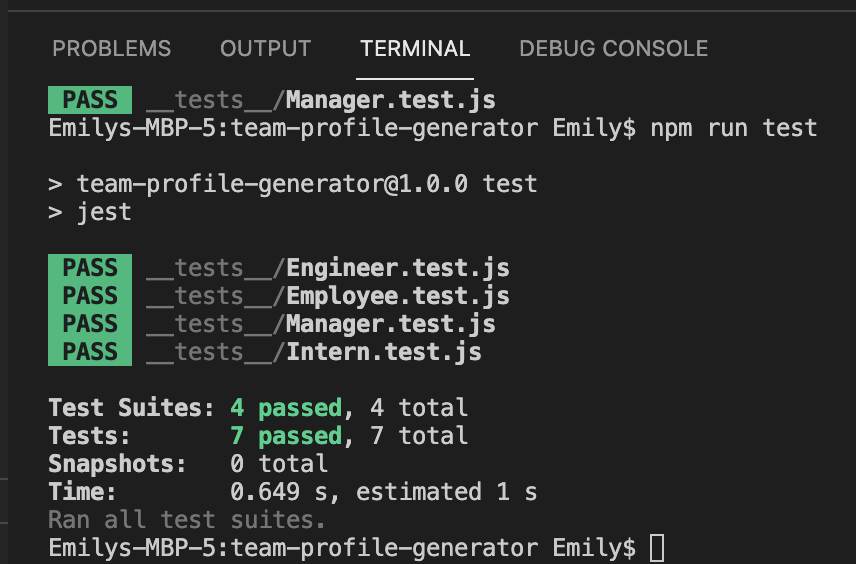 PROBLEMS OUTPUT TERMINAL DEBUG CONSOLE
PASS __tests__/Manager.test.js
Emilys-MBP-5:team-profile-generator Emily$ npm run test
> team-profile-generator@1.0.0 test
> jest
PASS __tests__/Engineer.test.js
PASS __tests__/Employee.test.js
PASS __tests__/Manager.test.js
PASS __tests__/Intern.test.js
Test Suites: 4 passed, 4 total
Tests: 7 passed, 7 total
Snapshots: 0 total
Time: 0.649 s, estimated 1 s
Ran all test suites.
Emilys-MBP-5:team-profile-generator Emily$